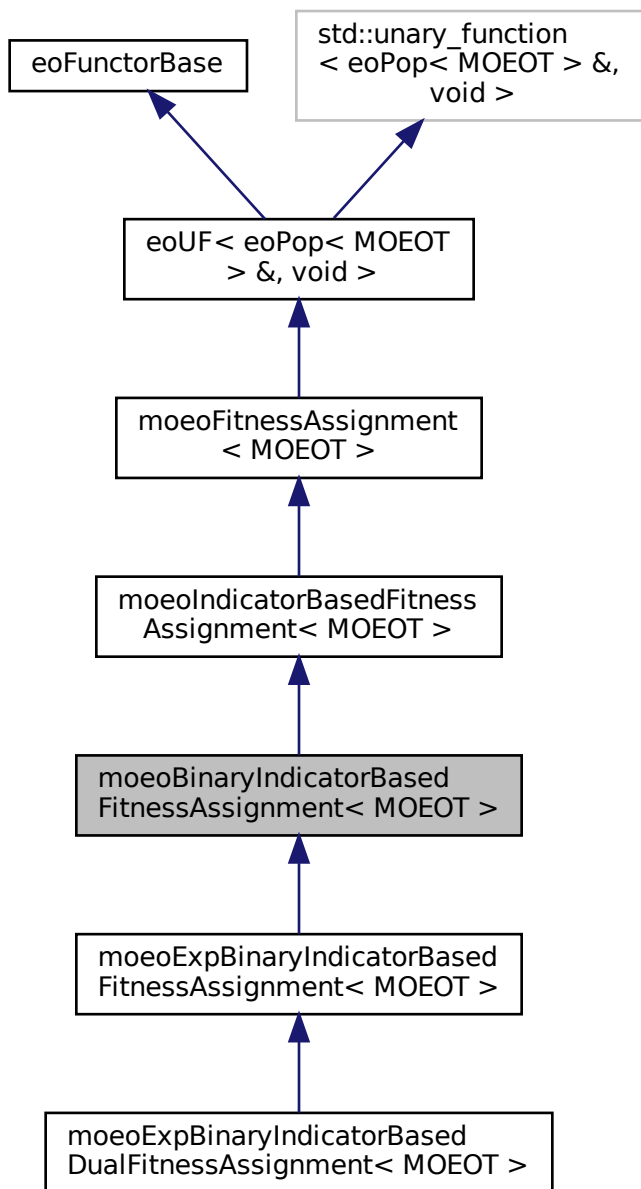 eoFunctorBase
std::unary_function
< eoPop< MOEOT > &,
void >
eoUF< eoPop< MOEOT
> &, void >
moeoFitnessAssignment
< MOEOT >
moeoIndicatorBasedFitness
Assignment< MOEOT >
moeoBinaryIndicatorBased
FitnessAssignment< MOEOT >
moeoExpBinaryIndicatorBased
FitnessAssignment< MOEOT >
moeoExpBinaryIndicatorBased
DualFitnessAssignment< MOEOT >